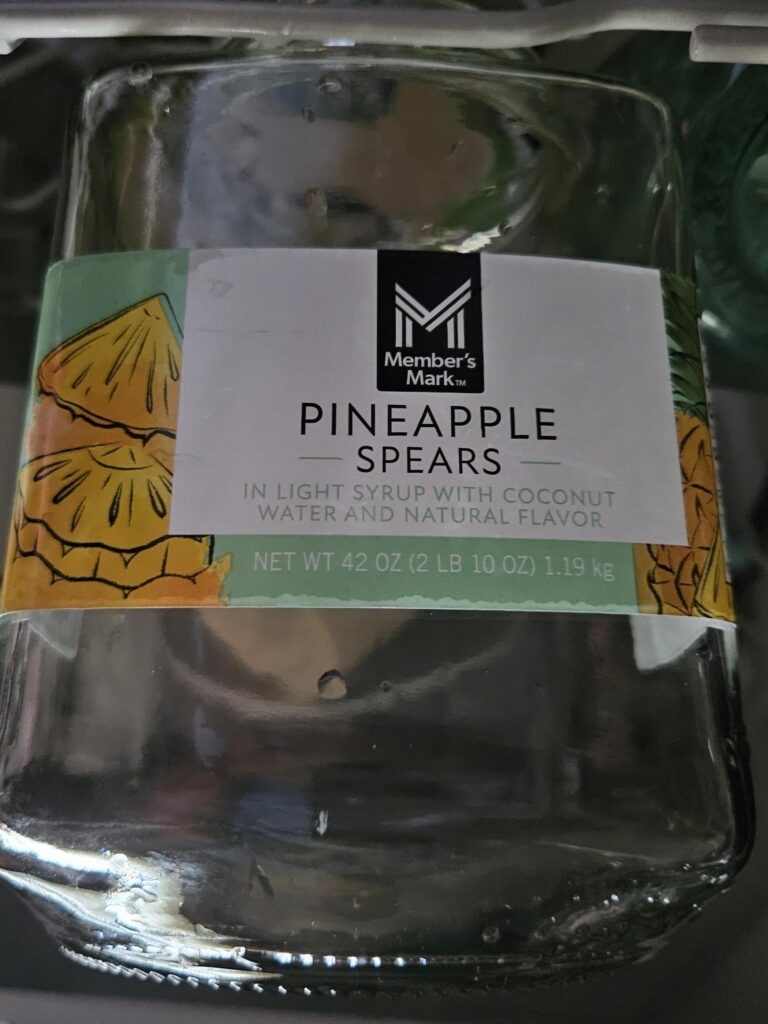 Member's
Mark™
PINEAPPLE
SPEARS
IN LIGHT SYRUP WITH COCONUT
WATER AND NATURAL FLAVOR
NET WT 42 OZ (2 LB 10 OZ) 1.19 kg